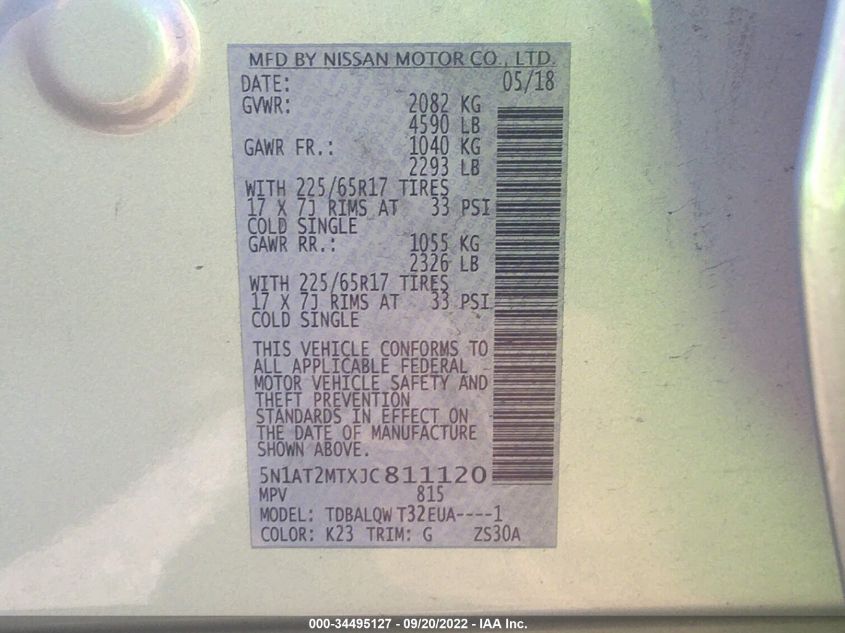 MFD BY NISSAN MOTOR CO., LTD.
DATE: 05/18
GVWR: 2082 KG
4590 LB
GAWR FR.: 1040 KG
2293 LB
WITH 225/65R17 TIRES
17 X 7J RIMS AT 33 PSI
COLD SINGLE
GAWR RR.: 1055 KG
2326 LB
WITH 225/65R17 TIRES
17 X 7J RIMS AT 33 PSI
COLD SINGLE
THIS VEHICLE CONFORMS TO
ALL APPLICABLE FEDERAL
MOTOR VEHICLE SAFETY AND
THEFT PREVENTION
STANDARDS IN EFFECT ON
THE DATE OF MANUFACTURE
SHOWN ABOVE.
5N1AT2MTXJC811120
MPV 815
MODEL: TDBALQW T32EUA----1
COLOR: K23 TRIM: G ZS30A
000-34495127 - 09/20/2022 - IAA Inc.